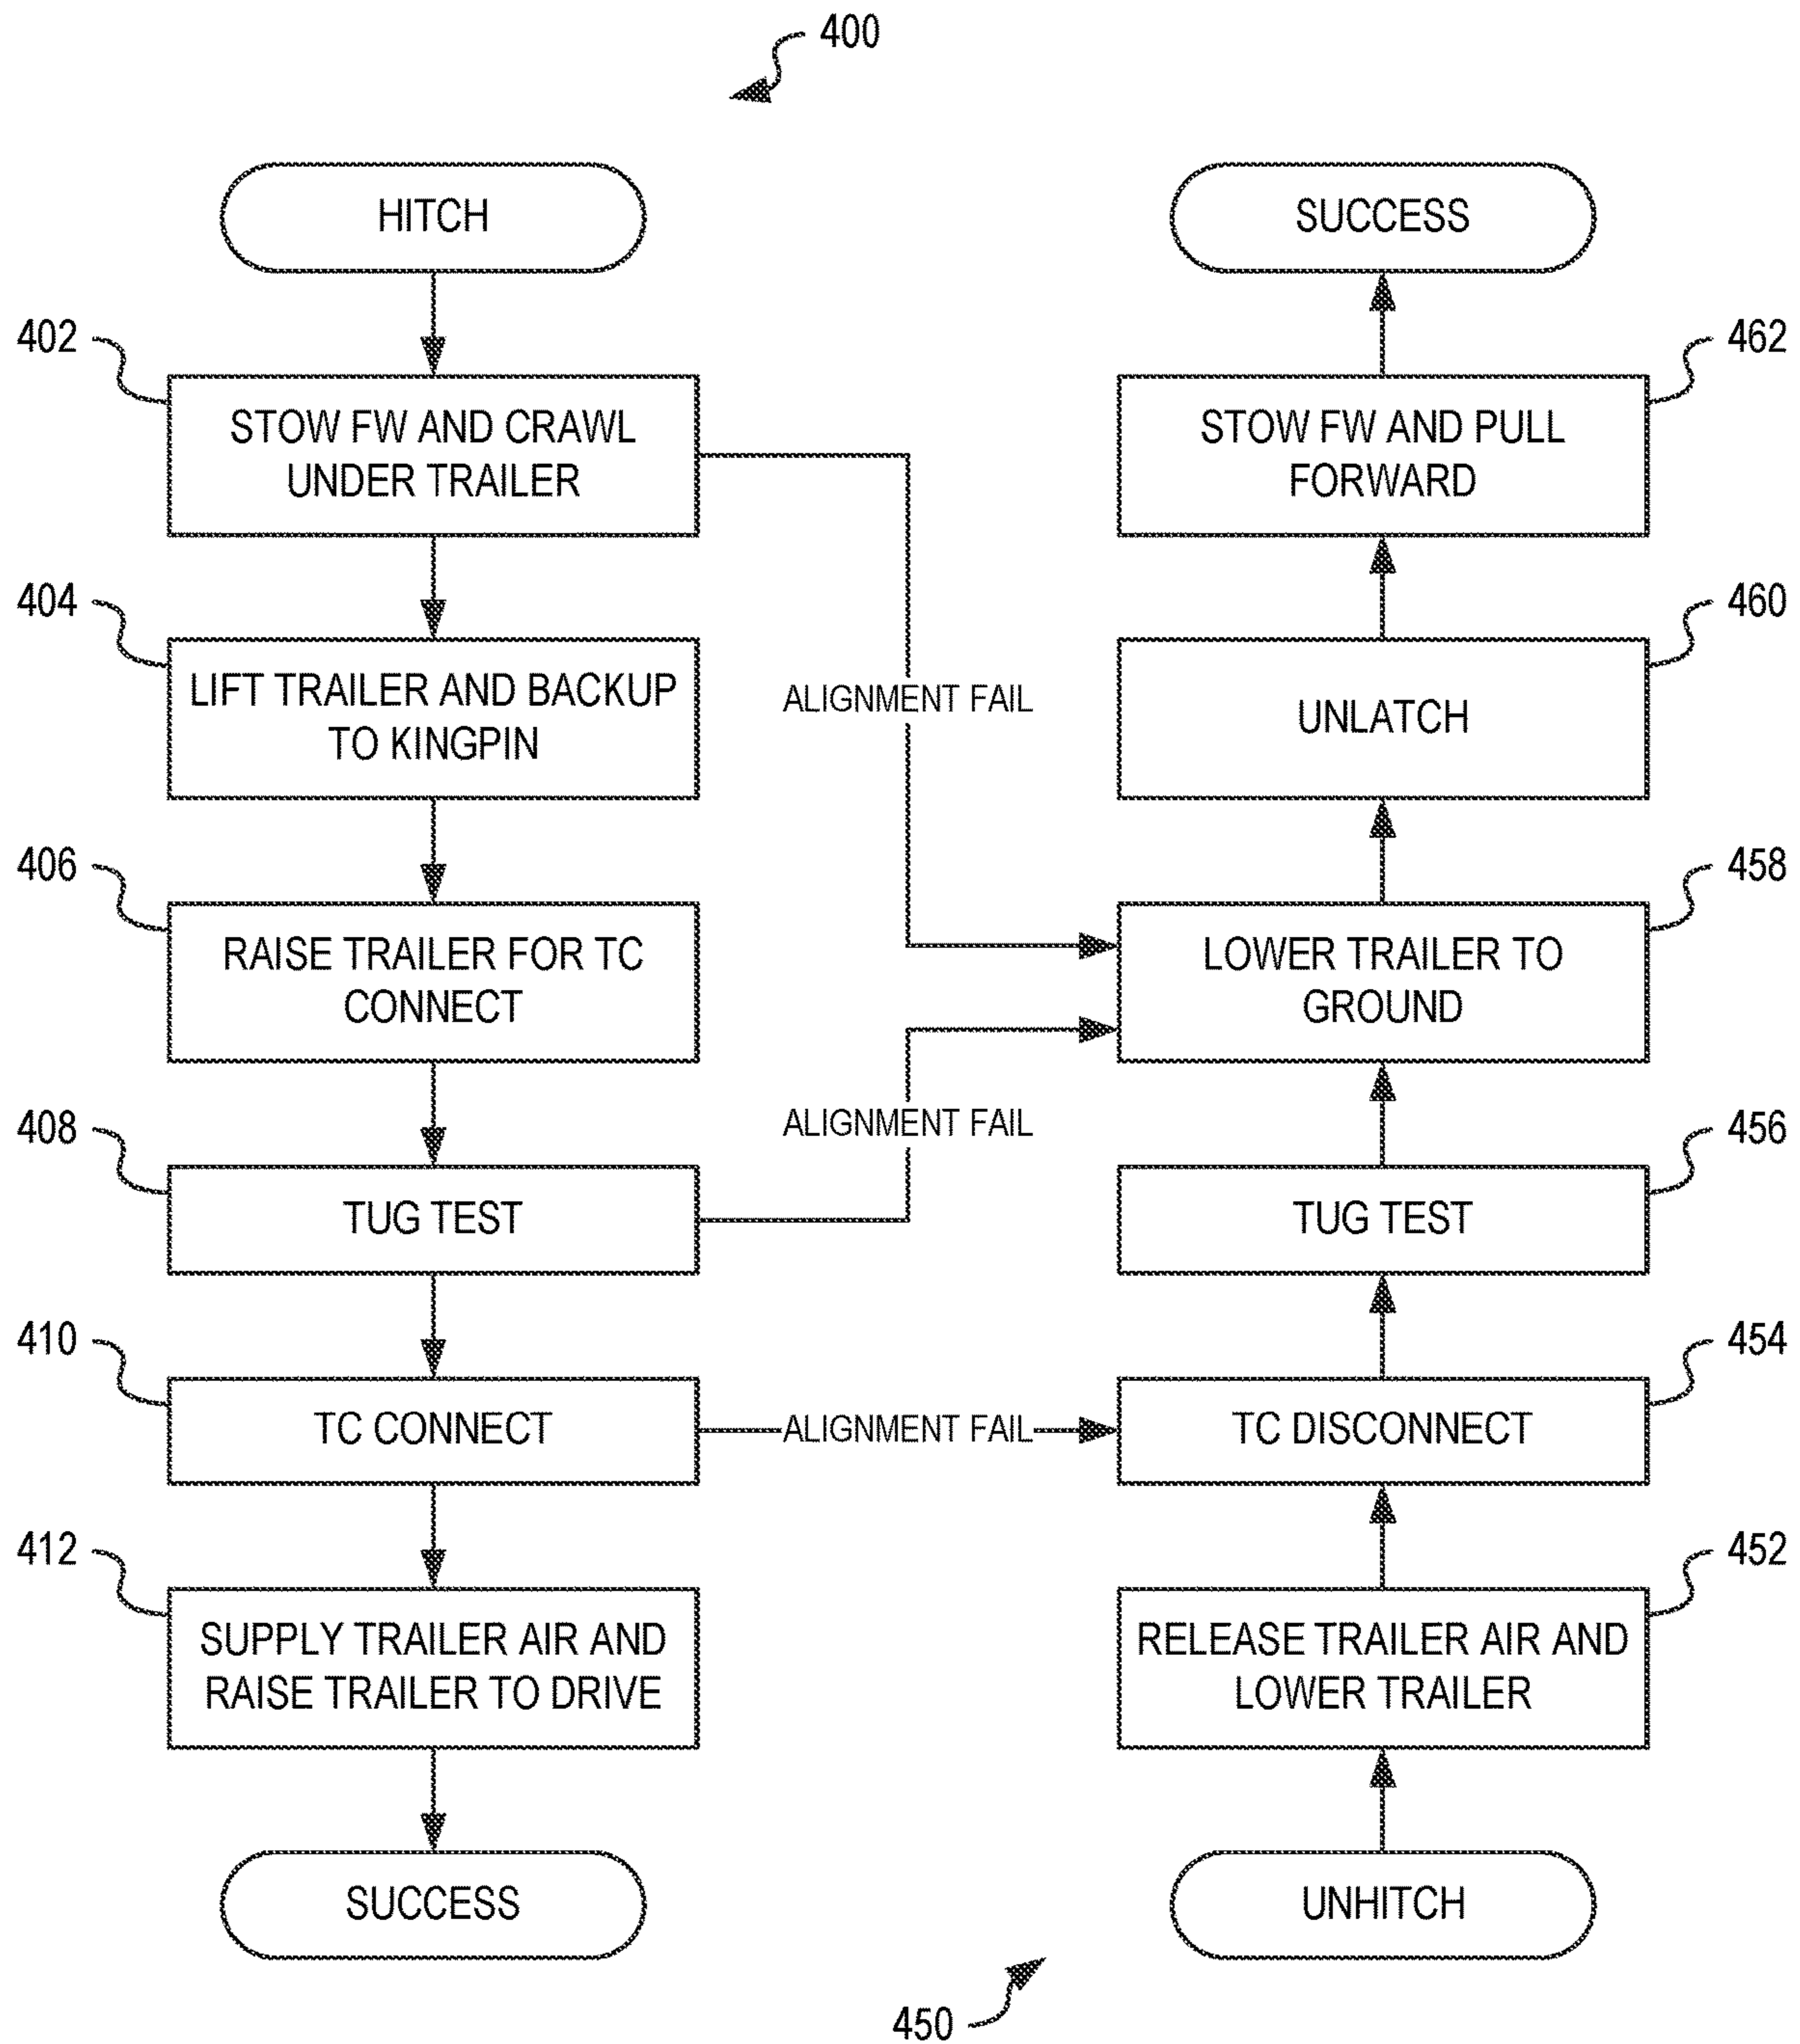 400
HITCH
402
STOW FW AND CRAWL
UNDER TRAILER
404
LIFT TRAILER AND BACKUP
TO KINGPIN
406
RAISE TRAILER FOR TC
CONNECT
408
TUG TEST
410
TC CONNECT
412
SUPPLY TRAILER AIR AND
RAISE TRAILER TO DRIVE
SUCCESS
ALIGNMENT FAIL
ALIGNMENT FAIL
ALIGNMENT FAIL
SUCCESS
462
STOW FW AND PULL
FORWARD
460
UNLATCH
458
LOWER TRAILER TO
GROUND
456
TUG TEST
454
TC DISCONNECT
452
RELEASE TRAILER AIR AND
LOWER TRAILER
UNHITCH
450